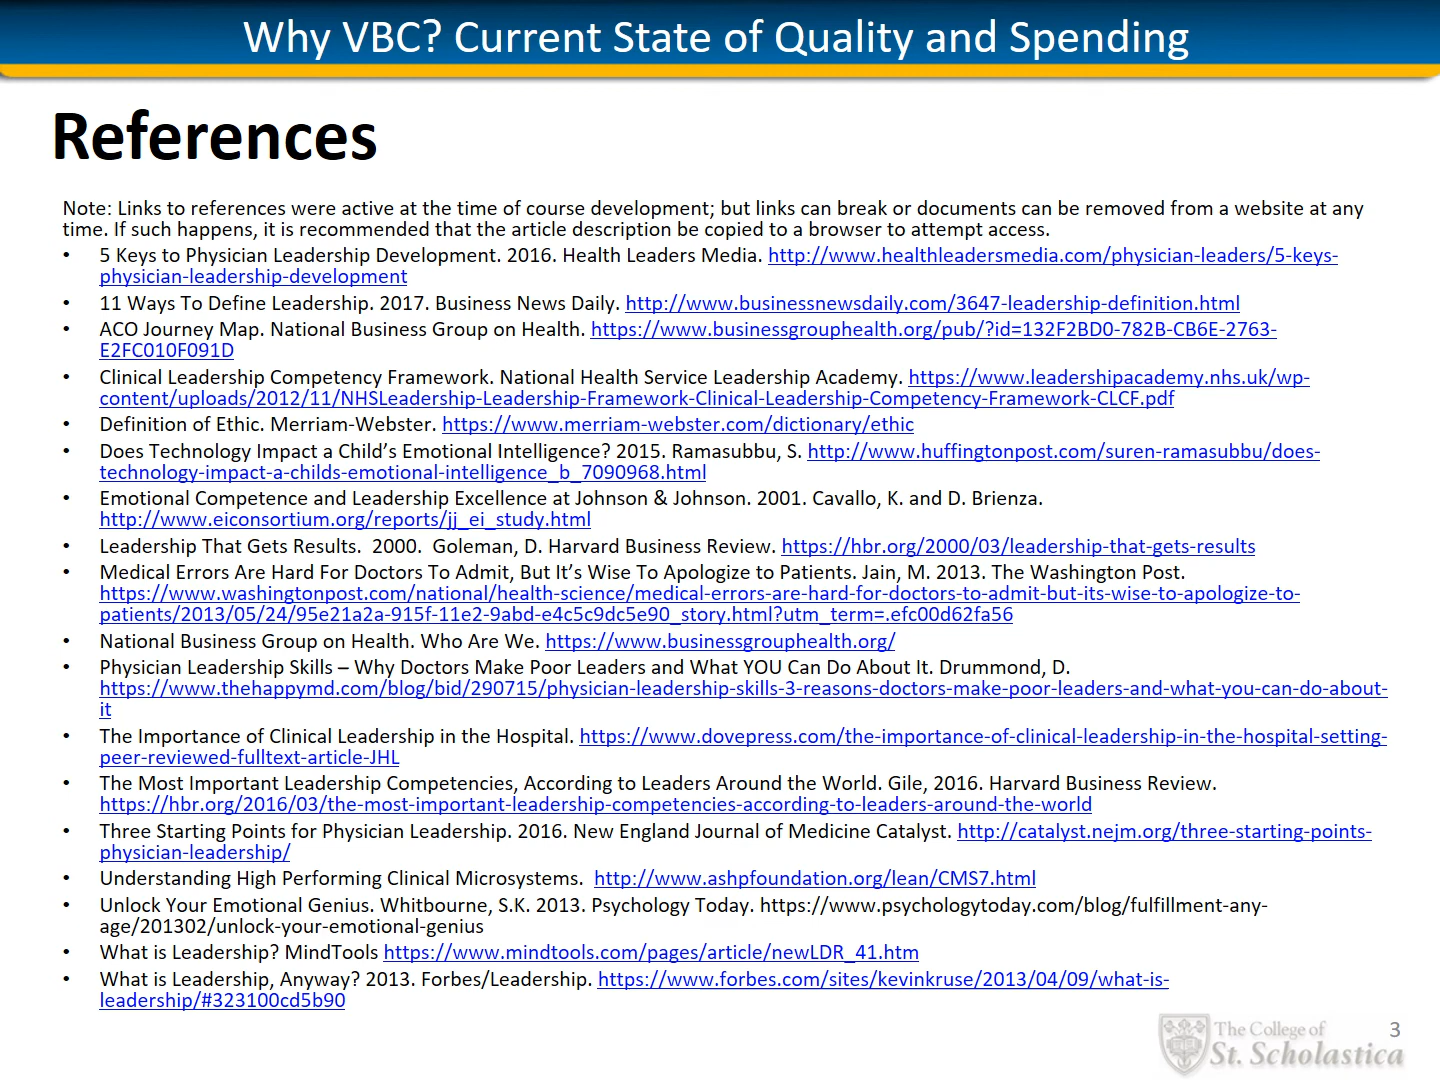 Why VBC? Current State of Quality and Spending
References
Note: Links to references were active at the time of course development; but links can break or documents can be removed from a website at any
time. If such happens, it is recommended that the article description be copied to a browser to attempt access.
• 5 Keys to Physician Leadership Development. 2016. Health Leaders Media. http://www.healthleadersmedia.com/physician-leaders/5-keys-
physician-leadership-development
• 11 Ways To Define Leadership. 2017. Business News Daily. http://www.businessnewsdaily.com/3647-leadership-definition.html
• ACO Journey Map. National Business Group on Health. https://www.businessgrouphealth.org/pub/?id=132F2BD0-782B-CB6E-2763-
E2FC010F091D
• Clinical Leadership Competency Framework. National Health Service Leadership Academy. https://www.leadershipacademy.nhs.uk/wp-
content/uploads/2012/11/NHSLeadership-Leadership-Framework-Clinical-Leadership-Competency-Framework-CLCF.pdf
• Definition of Ethic. Merriam-Webster. https://www.merriam-webster.com/dictionary/ethic
• Does Technology Impact a Child’s Emotional Intelligence? 2015. Ramasubbu, S. http://www.huffingtonpost.com/suren-ramasubbu/does-
technology-impact-a-childs-emotional-intelligence_b_7090968.html
• Emotional Competence and Leadership Excellence at Johnson & Johnson. 2001. Cavallo, K. and D. Brienza.
http://www.eiconsortium.org/reports/jj_ei_study.html
• Leadership That Gets Results.  2000.  Goleman, D. Harvard Business Review. https://hbr.org/2000/03/leadership-that-gets-results
• Medical Errors Are Hard For Doctors To Admit, But It’s Wise To Apologize to Patients. Jain, M. 2013. The Washington Post.
https://www.washingtonpost.com/national/health-science/medical-errors-are-hard-for-doctors-to-admit-but-its-wise-to-apologize-to-
patients/2013/05/24/95e21a2a-915f-11e2-9abd-e4c5c9dc5e90_story.html?utm_term=.efc00d62fa56
• National Business Group on Health. Who Are We. https://www.businessgrouphealth.org/
• Physician Leadership Skills – Why Doctors Make Poor Leaders and What YOU Can Do About It. Drummond, D.
https://www.thehappymd.com/blog/bid/290715/physician-leadership-skills-3-reasons-doctors-make-poor-leaders-and-what-you-can-do-about-
it
• The Importance of Clinical Leadership in the Hospital. https://www.dovepress.com/the-importance-of-clinical-leadership-in-the-hospital-setting-
peer-reviewed-fulltext-article-JHL
• The Most Important Leadership Competencies, According to Leaders Around the World. Gile, 2016. Harvard Business Review.
https://hbr.org/2016/03/the-most-important-leadership-competencies-according-to-leaders-around-the-world
• Three Starting Points for Physician Leadership. 2016. New England Journal of Medicine Catalyst. http://catalyst.nejm.org/three-starting-points-
physician-leadership/
• Understanding High Performing Clinical Microsystems.  http://www.ashpfoundation.org/lean/CMS7.html
• Unlock Your Emotional Genius. Whitbourne, S.K. 2013. Psychology Today. https://www.psychologytoday.com/blog/fulfillment-any-
age/201302/unlock-your-emotional-genius
• What is Leadership? MindTools https://www.mindtools.com/pages/article/newLDR_41.htm
• What is Leadership, Anyway? 2013. Forbes/Leadership. https://www.forbes.com/sites/kevinkruse/2013/04/09/what-is-
leadership/#323100cd5b90
The College of
St. Scholastica
3